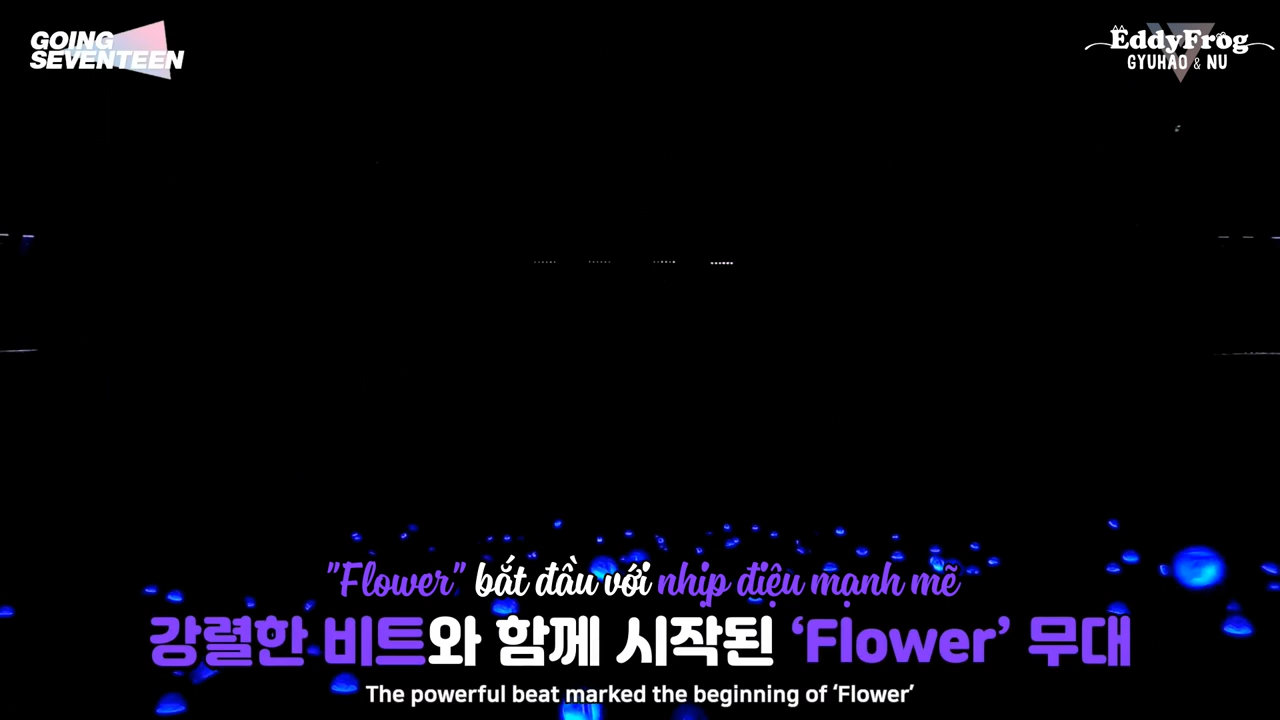 GOING
SEVENTEEN
EddyFrog
GYUHAO & NU
"Flower" bắt đầu với nhịp điệu mạnh mẽ
강렬한 비트와 함께 시작된 ‘Flower’ 무대
The powerful beat marked the beginning of ‘Flower’